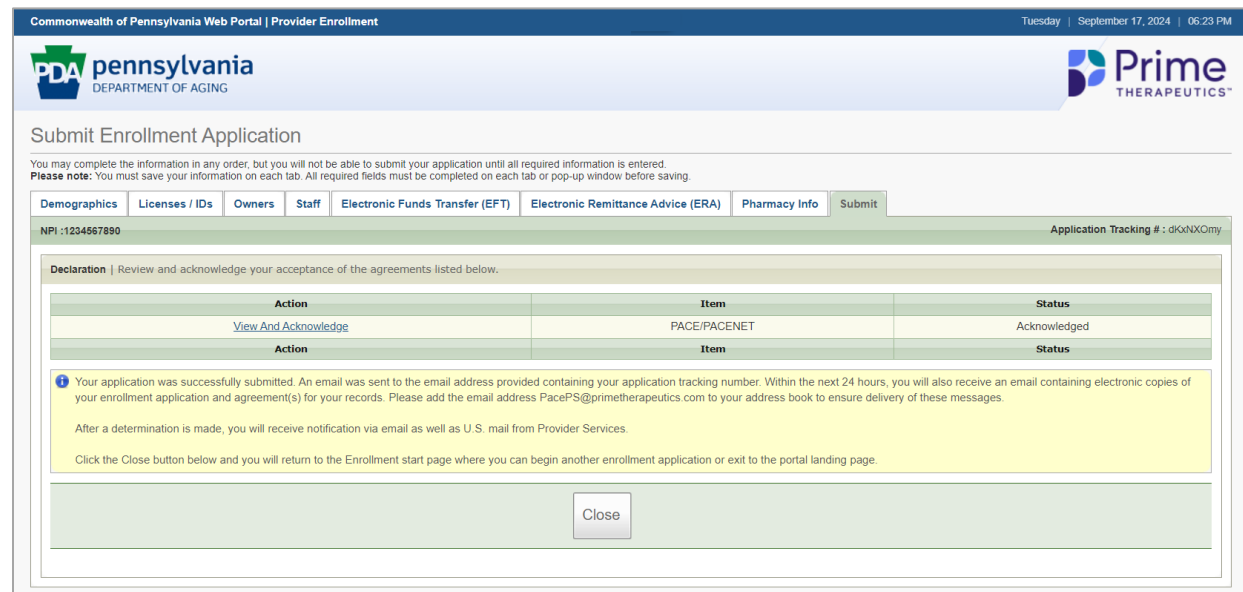 Commonwealth of Pennsylvania Web Portal | Provider Enrollment
Tuesday | September 17, 2024 | 06:23 PM
PDA pennsylvania
DEPARTMENT OF AGING
Prime
THERAPEUTICS™
Submit Enrollment Application
You may complete the information in any order, but you will not be able to submit your application until all required information is entered.
Please note: You must save your information on each tab. All required fields must be completed on each tab or pop-up window before saving.
Demographics Licenses / IDs Owners Staff Electronic Funds Transfer (EFT) Electronic Remittance Advice (ERA) Pharmacy Info Submit
NPI :1234567890 Application Tracking # : dKxNXOmy
Declaration | Review and acknowledge your acceptance of the agreements listed below.
Action Item Status
View And Acknowledge PACE/PACENET Acknowledged
Action Item Status
Your application was successfully submitted. An email was sent to the email address provided containing your application tracking number. Within the next 24 hours, you will also receive an email containing electronic copies of
your enrollment application and agreement(s) for your records. Please add the email address PacePS@primetherapeutics.com to your address book to ensure delivery of these messages.
After a determination is made, you will receive notification via email as well as U.S. mail from Provider Services.
Click the Close button below and you will return to the Enrollment start page where you can begin another enrollment application or exit to the portal landing page.
Close